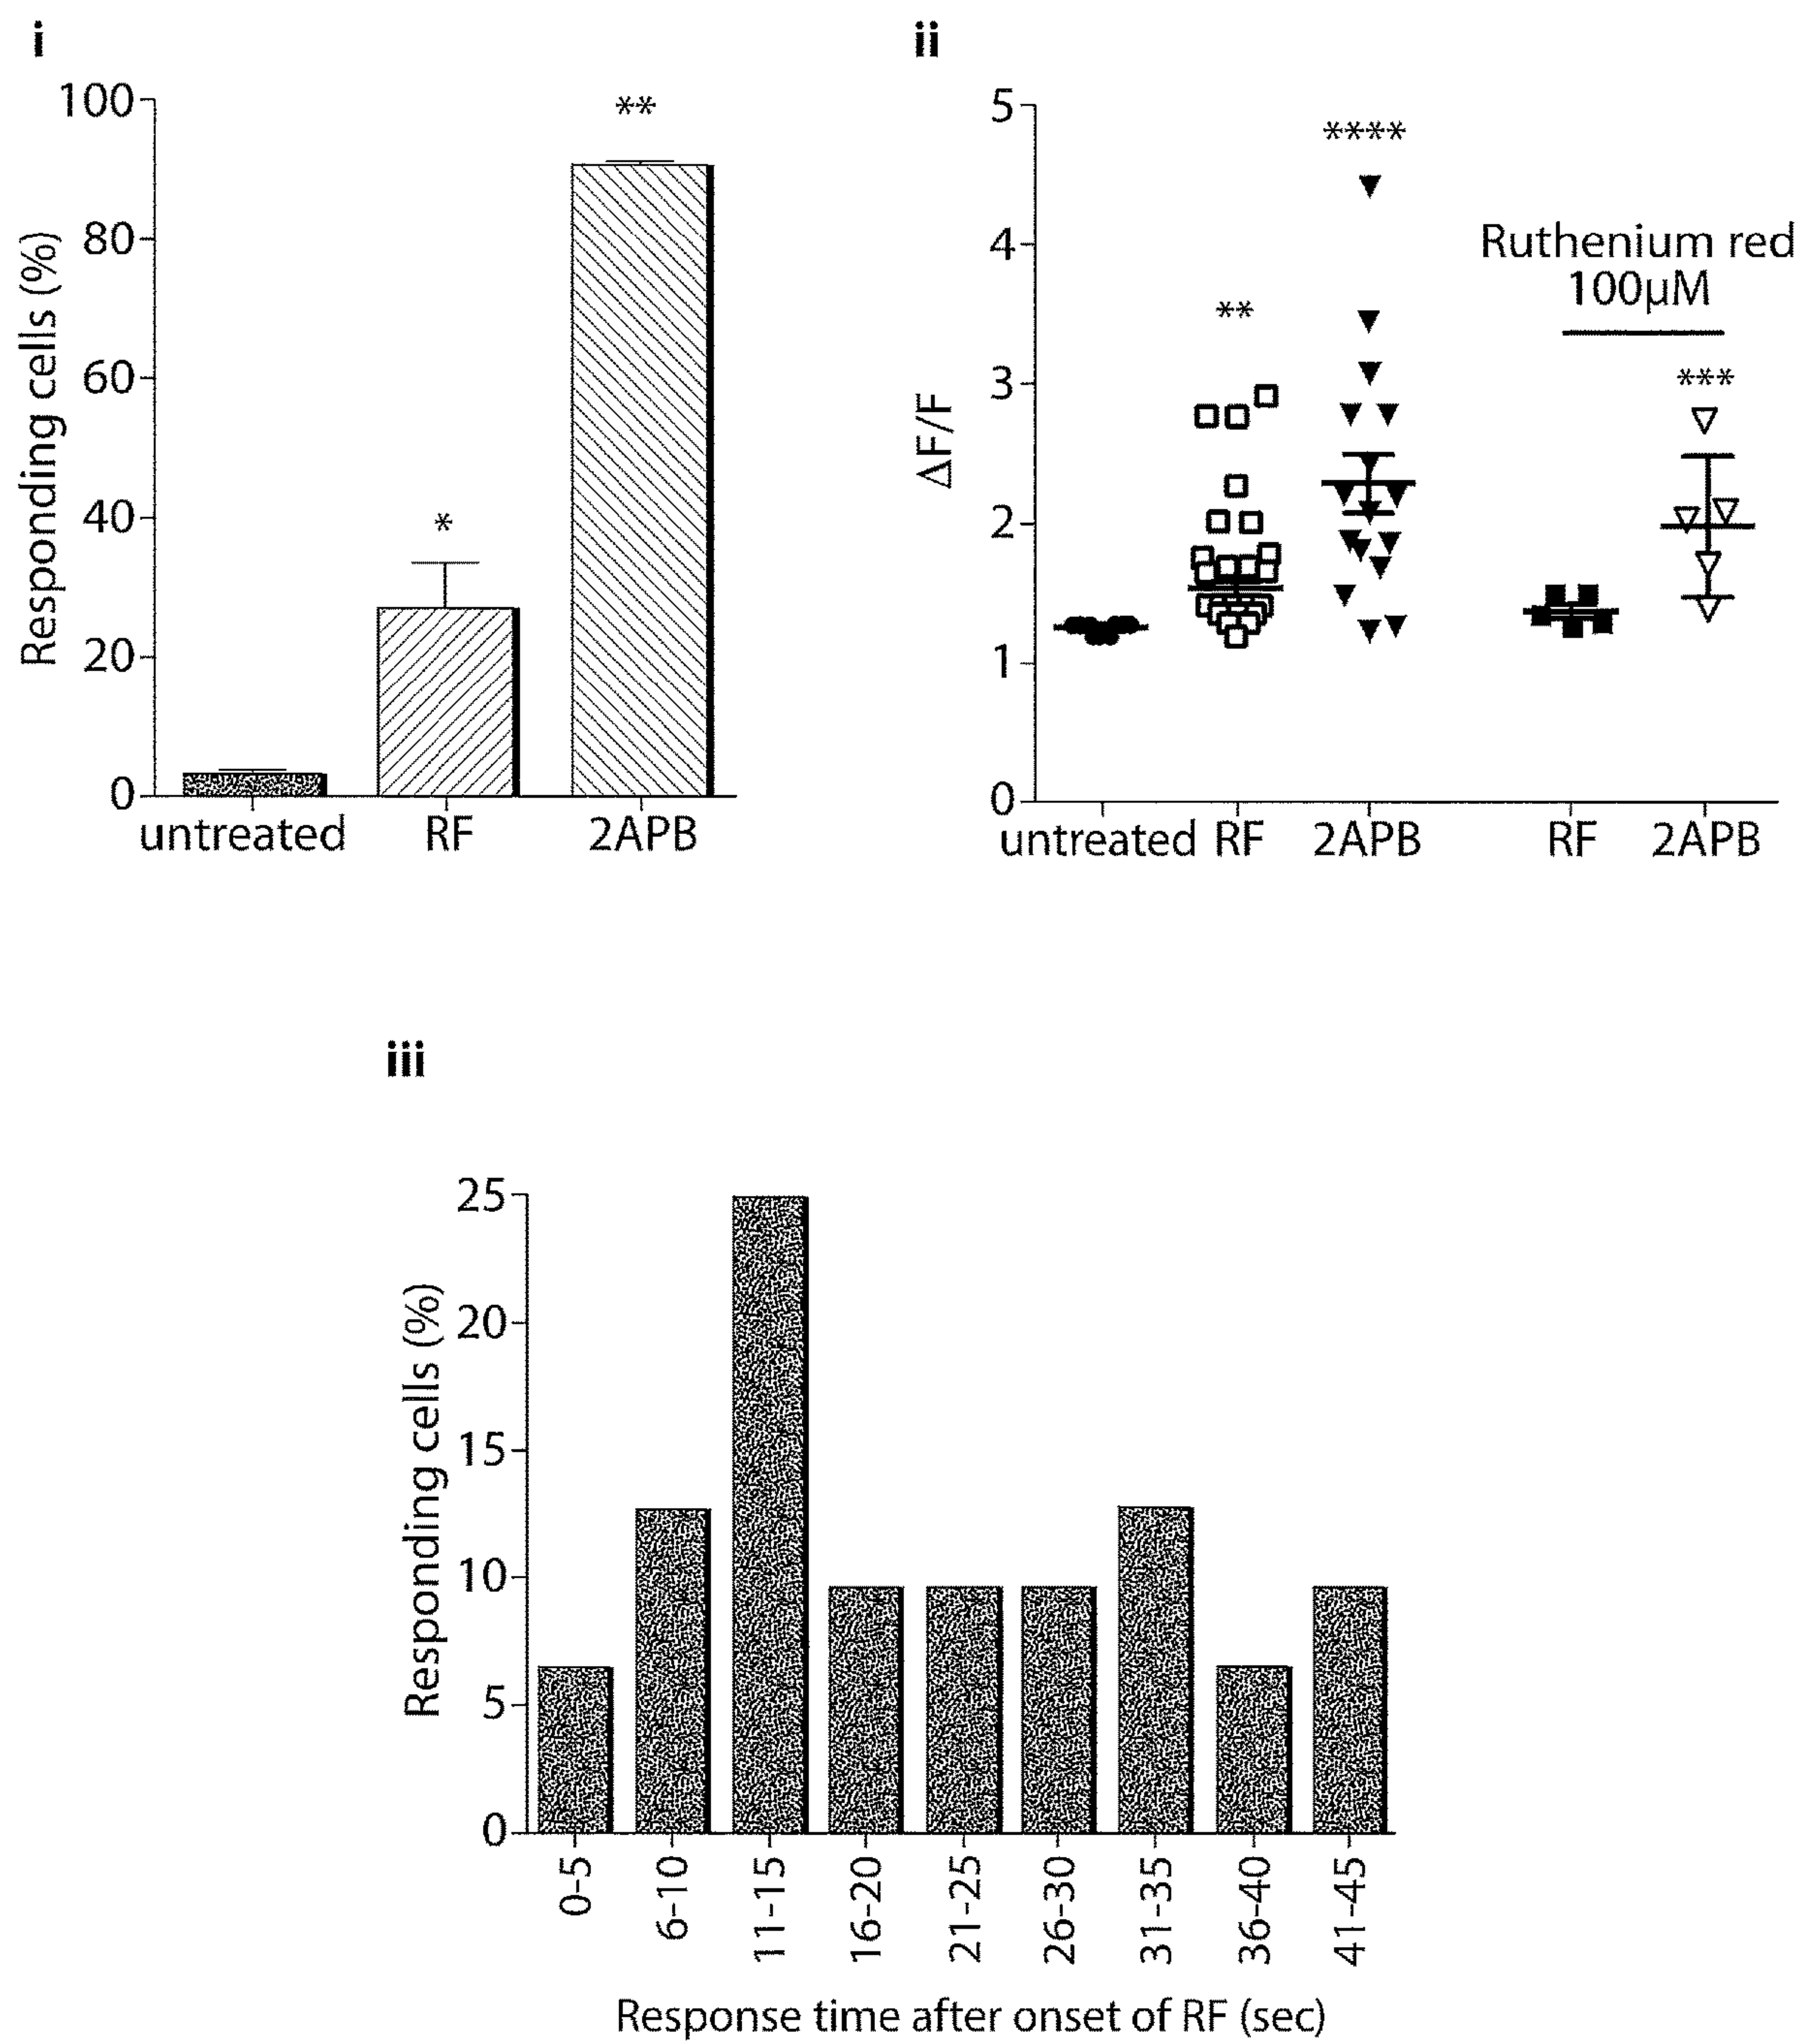 i
Responding cells (%)
100
80
60
40
20
0
*
**
untreated RF 2APB
ii
ΔF/F
5
4
3
2
1
0
**
****
Ruthenium red
100µM
***
untreated RF 2APB RF 2APB
iii
Responding cells (%)
25
20
15
10
5
0
0-5
6-10
11-15
16-20
21-25
26-30
31-35
36-40
41-45
Response time after onset of RF (sec)